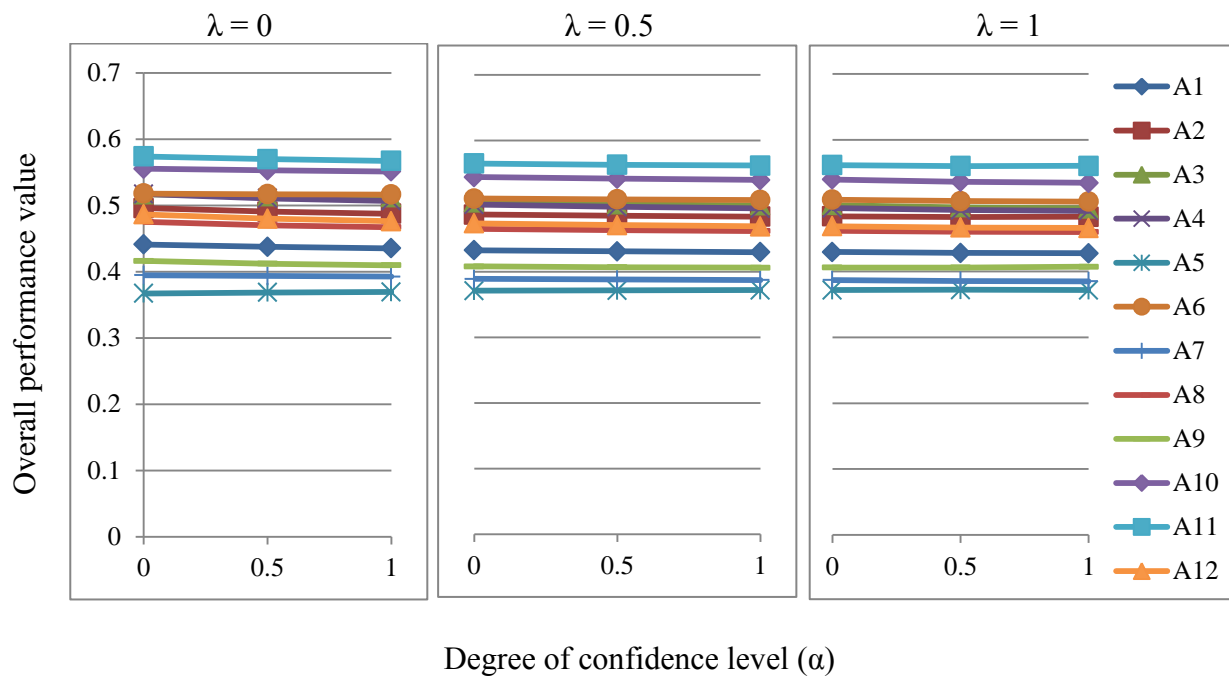 λ = 0
λ = 0.5
λ = 1
Overall performance value
0.7
0.6
0.5
0.4
0.3
0.2
0.1
0
0 0.5 1
0 0.5 1
0 0.5 1
A1
A2
A3
A4
A5
A6
A7
A8
A9
A10
A11
A12
Degree of confidence level (α)